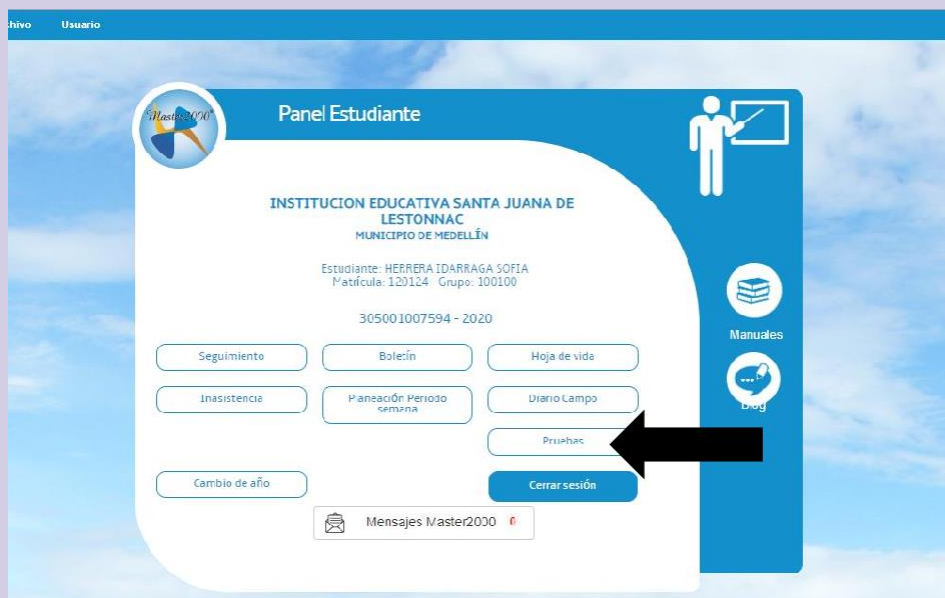 chivo Usuario
Master2000
Panel Estudiante
INSTITUCION EDUCATIVA SANTA JUANA DE
LESTONNAC
MUNICIPIO DE MEDELLÍN
Estudiante: HERRERA IDARRAGA SOFIA
Matrícula: 120124 Grupo: 100100
305001007594 - 2020
Manuales
Seguimiento Boletín Hoja de vida
Inasistencia Planeación Periodo semana Diario Campo
Blog
Pruebas
Cambio de año Cerrar sesión
Mensajes Master2000 0